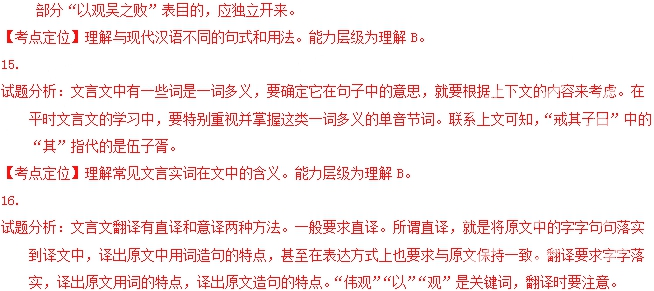 部分“以观吴之败”表目的，应独立开来。
【考点定位】理解与现代汉语不同的句式和用法。能力层级为理解 B。
15.
试题分析：文言文中有一些词是一词多义，要确定它在句子中的意思，就要根据上下文的内容来考虑。在
平时文言文的学习中，要特别重视并掌握这类一词多义的单音节词。联系上文可知，“戒其子曰”中的
“其”指代的是伍子胥。
【考点定位】理解常见文言实词在文中的含义。能力层级为理解 B。
16.
试题分析：文言文翻译有直译和意译两种方法。一般要求直译。所谓直译，就是将原文中的字字句句落实
到译文中，译出原文中用词造句的特点，甚至在表达方式上也要求与原文保持一致。翻译要求字字落
实，译出原文用词的特点，译出原文造句的特点。“伟观”“以”“观”是关键词，翻译时要注意。